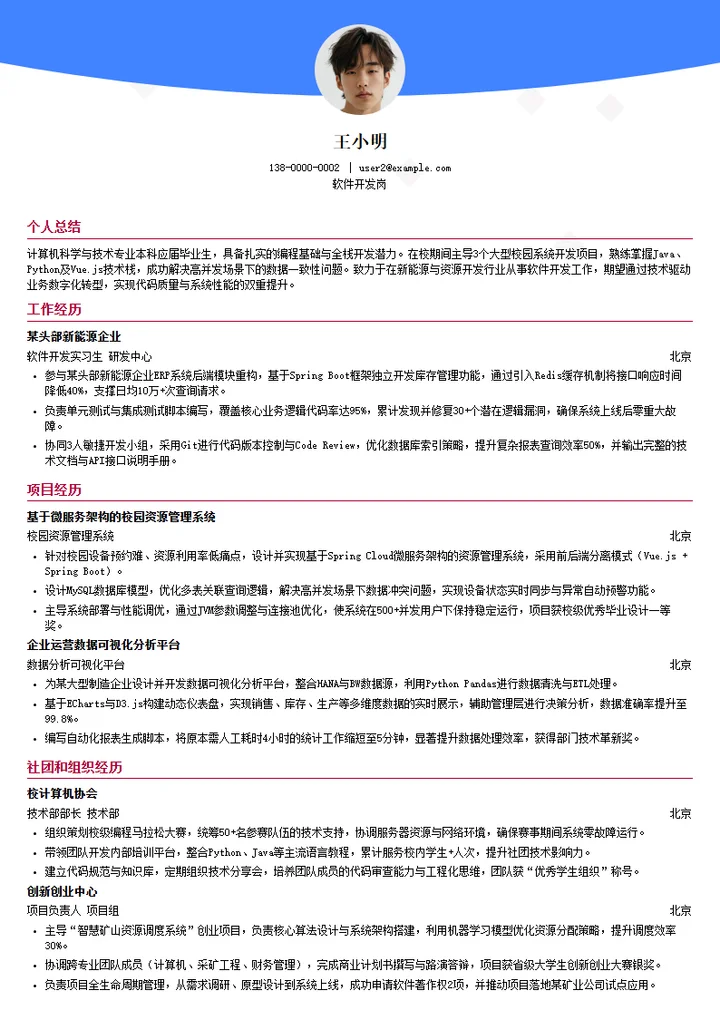 王小明
138-0000-0002 | user2@example.com
软件开发岗
个人总结
计算机科学与技术专业本科应届毕业生，具备扎实的编程基础与全栈开发潜力。在校期间主导3个大型校园系统开发项目，熟练掌握Java、
Python及Vue.js技术栈，成功解决高并发场景下的数据一致性问题。致力于在新能源与资源开发行业从事软件开发工作，期望通过技术驱动
业务数字化转型，实现代码质量与系统性能的双重提升。
工作经历
某头部新能源企业
软件开发实习生 研发中心 北京
• 参与某头部新能源企业ERP系统后端模块重构，基于Spring Boot框架独立开发库存管理功能，通过引入Redis缓存机制将接口响应时间
降低40%，支撑日均10万+次查询请求。
• 负责单元测试与集成测试脚本编写，覆盖核心业务逻辑代码率达95%，累计发现并修复30+个潜在逻辑漏洞，确保系统上线后零重大故
障。
• 协同3人敏捷开发小组，采用Git进行代码版本控制与Code Review，优化数据库索引策略，提升复杂报表查询效率50%，并输出完整的技
术文档与API接口说明手册。
项目经历
基于微服务架构的校园资源管理系统
校园资源管理系统 北京
• 针对校园设备预约难、资源利用率低痛点，设计并实现基于Spring Cloud微服务架构的资源管理系统，采用前后端分离模式（Vue.js +
Spring Boot）。
• 设计MySQL数据库模型，优化多表关联查询逻辑，解决高并发场景下数据冲突问题，实现设备状态实时同步与异常自动预警功能。
• 主导系统部署与性能调优，通过JVM参数调整与连接池优化，使系统在500+并发用户下保持稳定运行，项目获校级优秀毕业设计一等
奖。
企业运营数据可视化分析平台
数据分析可视化平台 北京
• 为某大型制造企业设计并开发数据可视化分析平台，整合HANA与BW数据源，利用Python Pandas进行数据清洗与ETL处理。
• 基于ECharts与D3.js构建动态仪表盘，实现销售、库存、生产等多维度数据的实时展示，辅助管理层进行决策分析，数据准确率提升至
99.8%。
• 编写自动化报表生成脚本，将原本需人工耗时4小时的统计工作缩短至5分钟，显著提升数据处理效率，获得部门技术革新奖。
社团和组织经历
校计算机协会
技术部部长 技术部 北京
• 组织策划校级编程马拉松大赛，统筹50+名参赛队伍的技术支持，协调服务器资源与网络环境，确保赛事期间系统零故障运行。
• 带领团队开发内部培训平台，整合Python、Java等主流语言教程，累计服务校内学生+人次，提升社团技术影响力。
• 建立代码规范与知识库，定期组织技术分享会，培养团队成员的代码审查能力与工程化思维，团队获“优秀学生组织”称号。
创新创业中心
项目负责人 项目组 北京
• 主导“智慧矿山资源调度系统”创业项目，负责核心算法设计与系统架构搭建，利用机器学习模型优化资源分配策略，提升调度效率
30%。
• 协调跨专业团队成员（计算机、采矿工程、财务管理），完成商业计划书撰写与路演答辩，项目获省级大学生创新创业大赛银奖。
• 负责项目全生命周期管理，从需求调研、原型设计到系统上线，成功申请软件著作权2项，并推动项目落地某矿业公司试点应用。